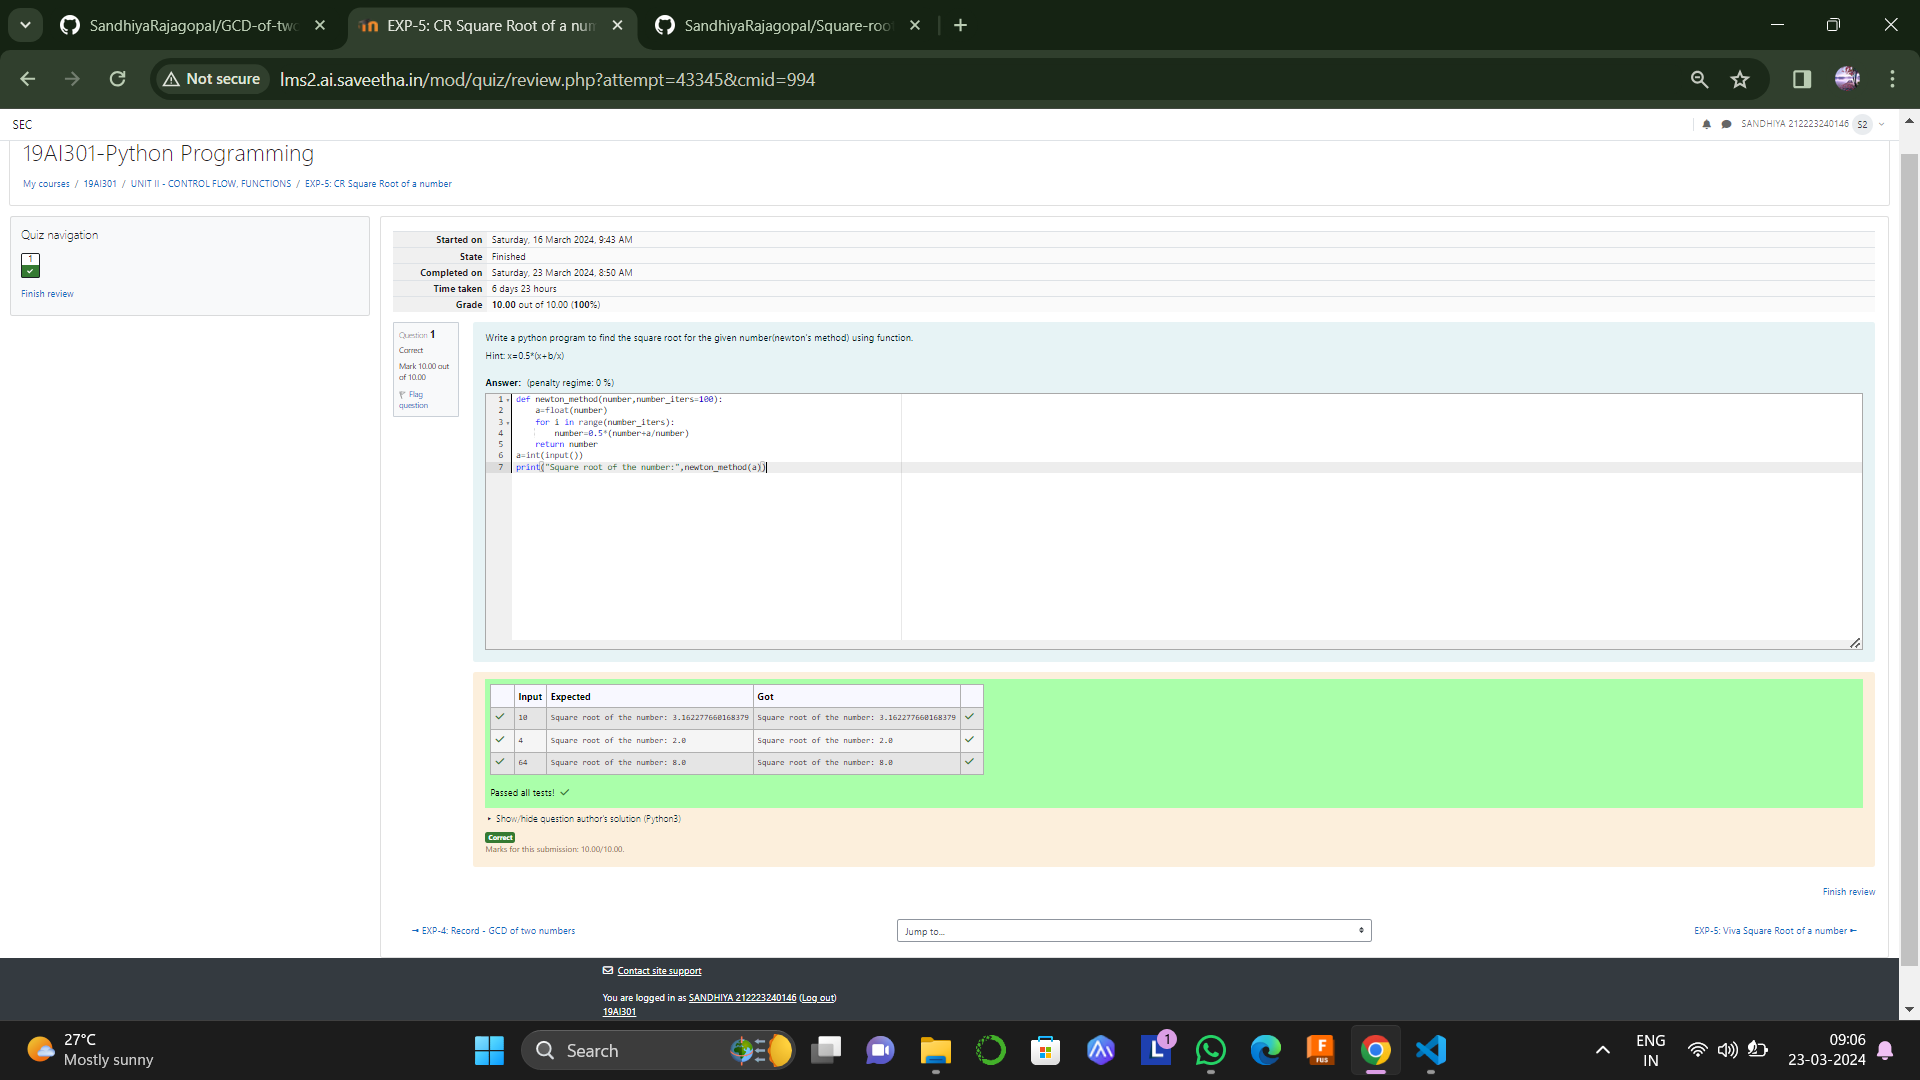 SandhiyaRajagopal/GCD-of-two
EXP-5: CR Square Root of a num
SandhiyaRajagopal/Square-root
Not secure
lms2.ai.saveetha.in/mod/quiz/review.php?attempt=43345&cmid=994
SEC
SANDHIYA 212223240146 S2
19AI301-Python Programming
My courses / 19AI301 / UNIT II - CONTROL FLOW, FUNCTIONS / EXP-5: CR Square Root of a number
Quiz navigation
1
Finish review
Started on Saturday, 16 March 2024, 9:43 AM
State Finished
Completed on Saturday, 23 March 2024, 8:50 AM
Time taken 6 days 23 hours
Grade 10.00 out of 10.00 (100%)
Question 1
Correct
Mark 10.00 out
of 10.00
Flag
question
Write a python program to find the square root for the given number(newton's method) using function.
Hint: x=0.5*(x+b/x)
Answer: (penalty regime: 0 %)
1 def newton_method(number,number_iters=100):
2 a=float(number)
3 for i in range(number_iters):
4 number=0.5*(number+a/number)
5 return number
6 a=int(input())
7 print("Square root of the number:",newton_method(a))
Input Expected Got
10 Square root of the number: 3.162277660168379 Square root of the number: 3.162277660168379
4 Square root of the number: 2.0 Square root of the number: 2.0
64 Square root of the number: 8.0 Square root of the number: 8.0
Passed all tests!
Show/hide question author's solution (Python3)
Correct
Marks for this submission: 10.00/10.00.
Finish review
EXP-4: Record - GCD of two numbers
Jump to...
EXP-5: Viva Square Root of a number
Contact site support
You are logged in as SANDHIYA 212223240146 (Log out)
19AI301
27°C
Mostly sunny
Search
L
1
F
FUS
ENG
IN
09:06
23-03-2024